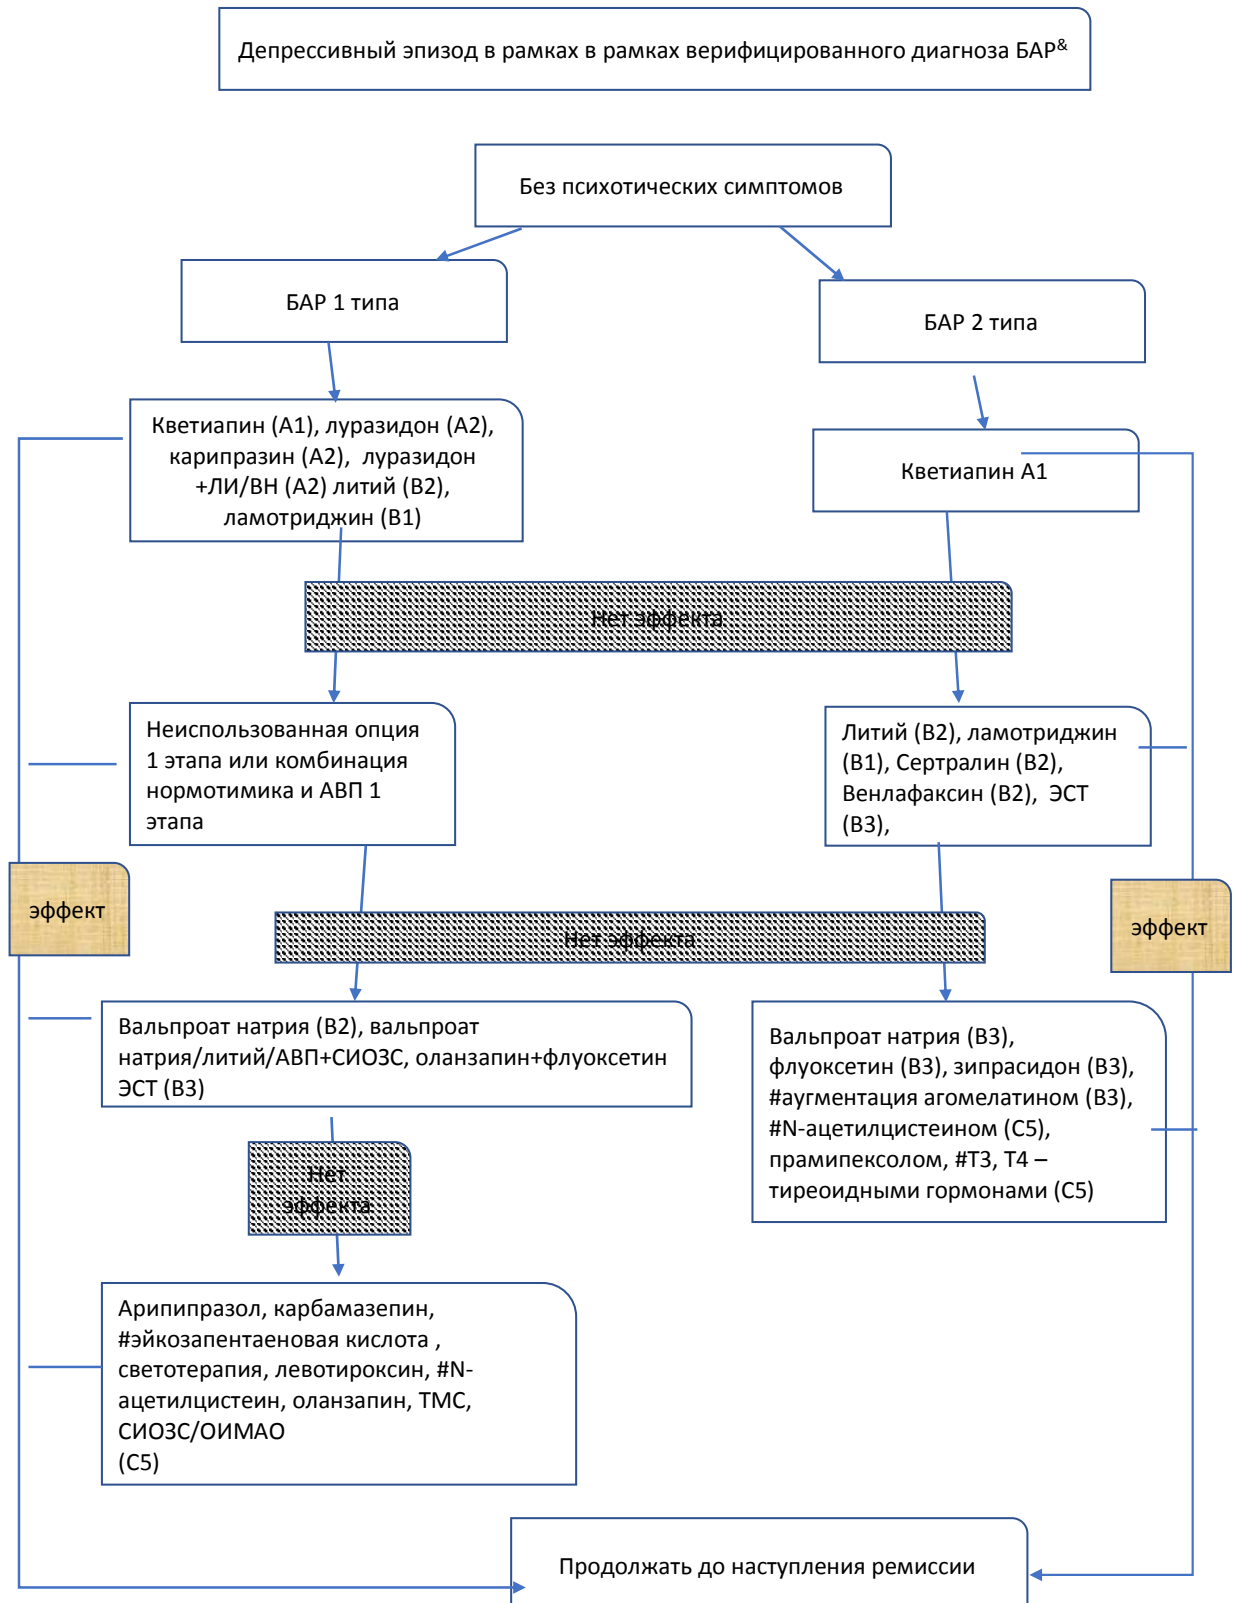 Депрессивный эпизод в рамках в рамках верифицированного диагноза БАР&
Без психотических симптомов
БАР 1 типа
БАР 2 типа
Кветиапин (А1), луразидон (А2),
карипразин (А2), луразидон
+ЛИ/ВН (А2) литий (В2),
ламотриджин (В1)
Кветиапин А1
Нет эффекта
Неиспользованная опция
1 этапа или комбинация
нормотимика и АВП 1
этапа
Литий (В2), ламотриджин
(В1), Сертралин (В2),
Венлафаксин (В2), ЭСТ
(В3),
эффект
эффект
Нет эффекта
Вальпроат натрия (В2), вальпроат
натрия/литий/АВП+СИОЗС, оланзапин+флуоксетин
ЭСТ (В3)
Вальпроат натрия (В3),
флуоксетин (В3), зипрасидон (В3),
#аугментация агомелатином (В3),
#N-ацетилцистеином (С5),
прамипексолом, #Т3, Т4 –
тиреоидными гормонами (С5)
Нет
эффекта
Арипипразол, карбамазепин,
#эйкозапентаеновая кислота ,
светотерапия, левотироксин, #N-
ацетилцистеин, оланзапин, ТМС,
СИОЗС/ОИМАО
(С5)
Продолжать до наступления ремиссии